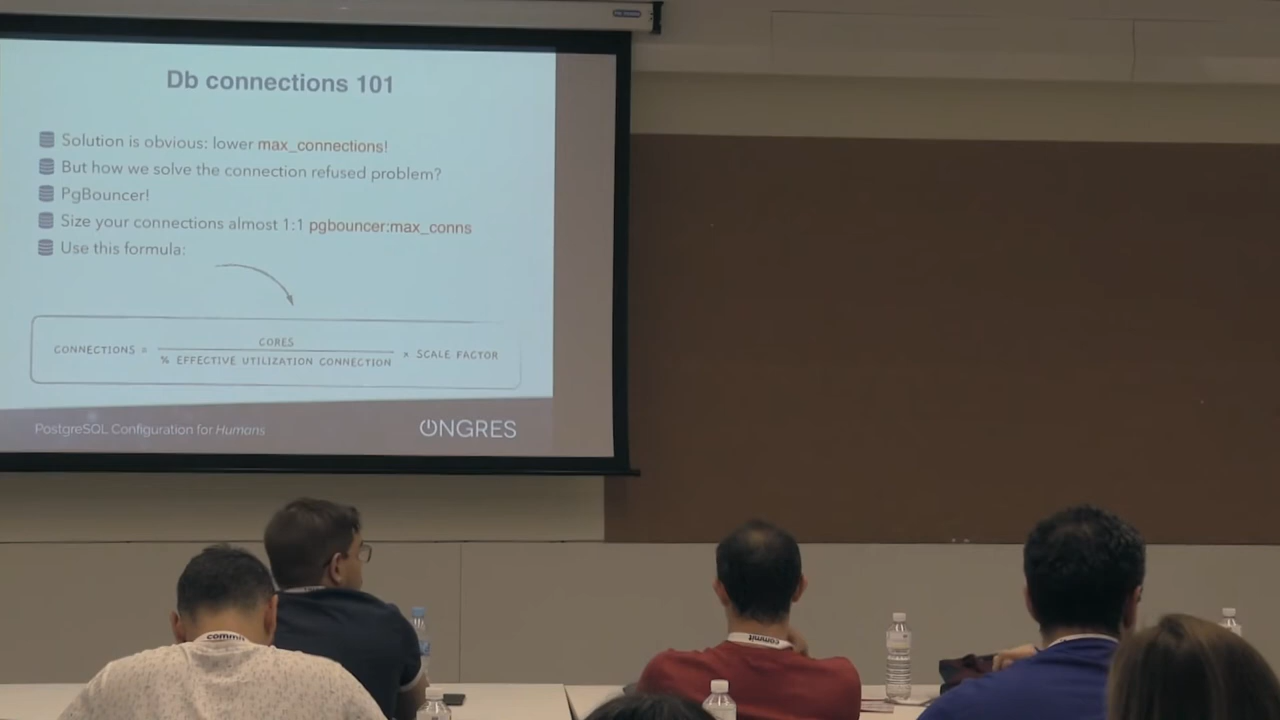 Db connections 101
Solution is obvious: lower max_connections!
But how we solve the connection refused problem?
PgBouncer!
Size your connections almost 1:1 pgbouncer:max_conns
Use this formula:
CONNECTIONS = CORES
% EFFECTIVE UTILIZATION CONNECTION
× SCALE FACTOR
PostgreSQL Configuration for Humans
ONGRES
commit
commit